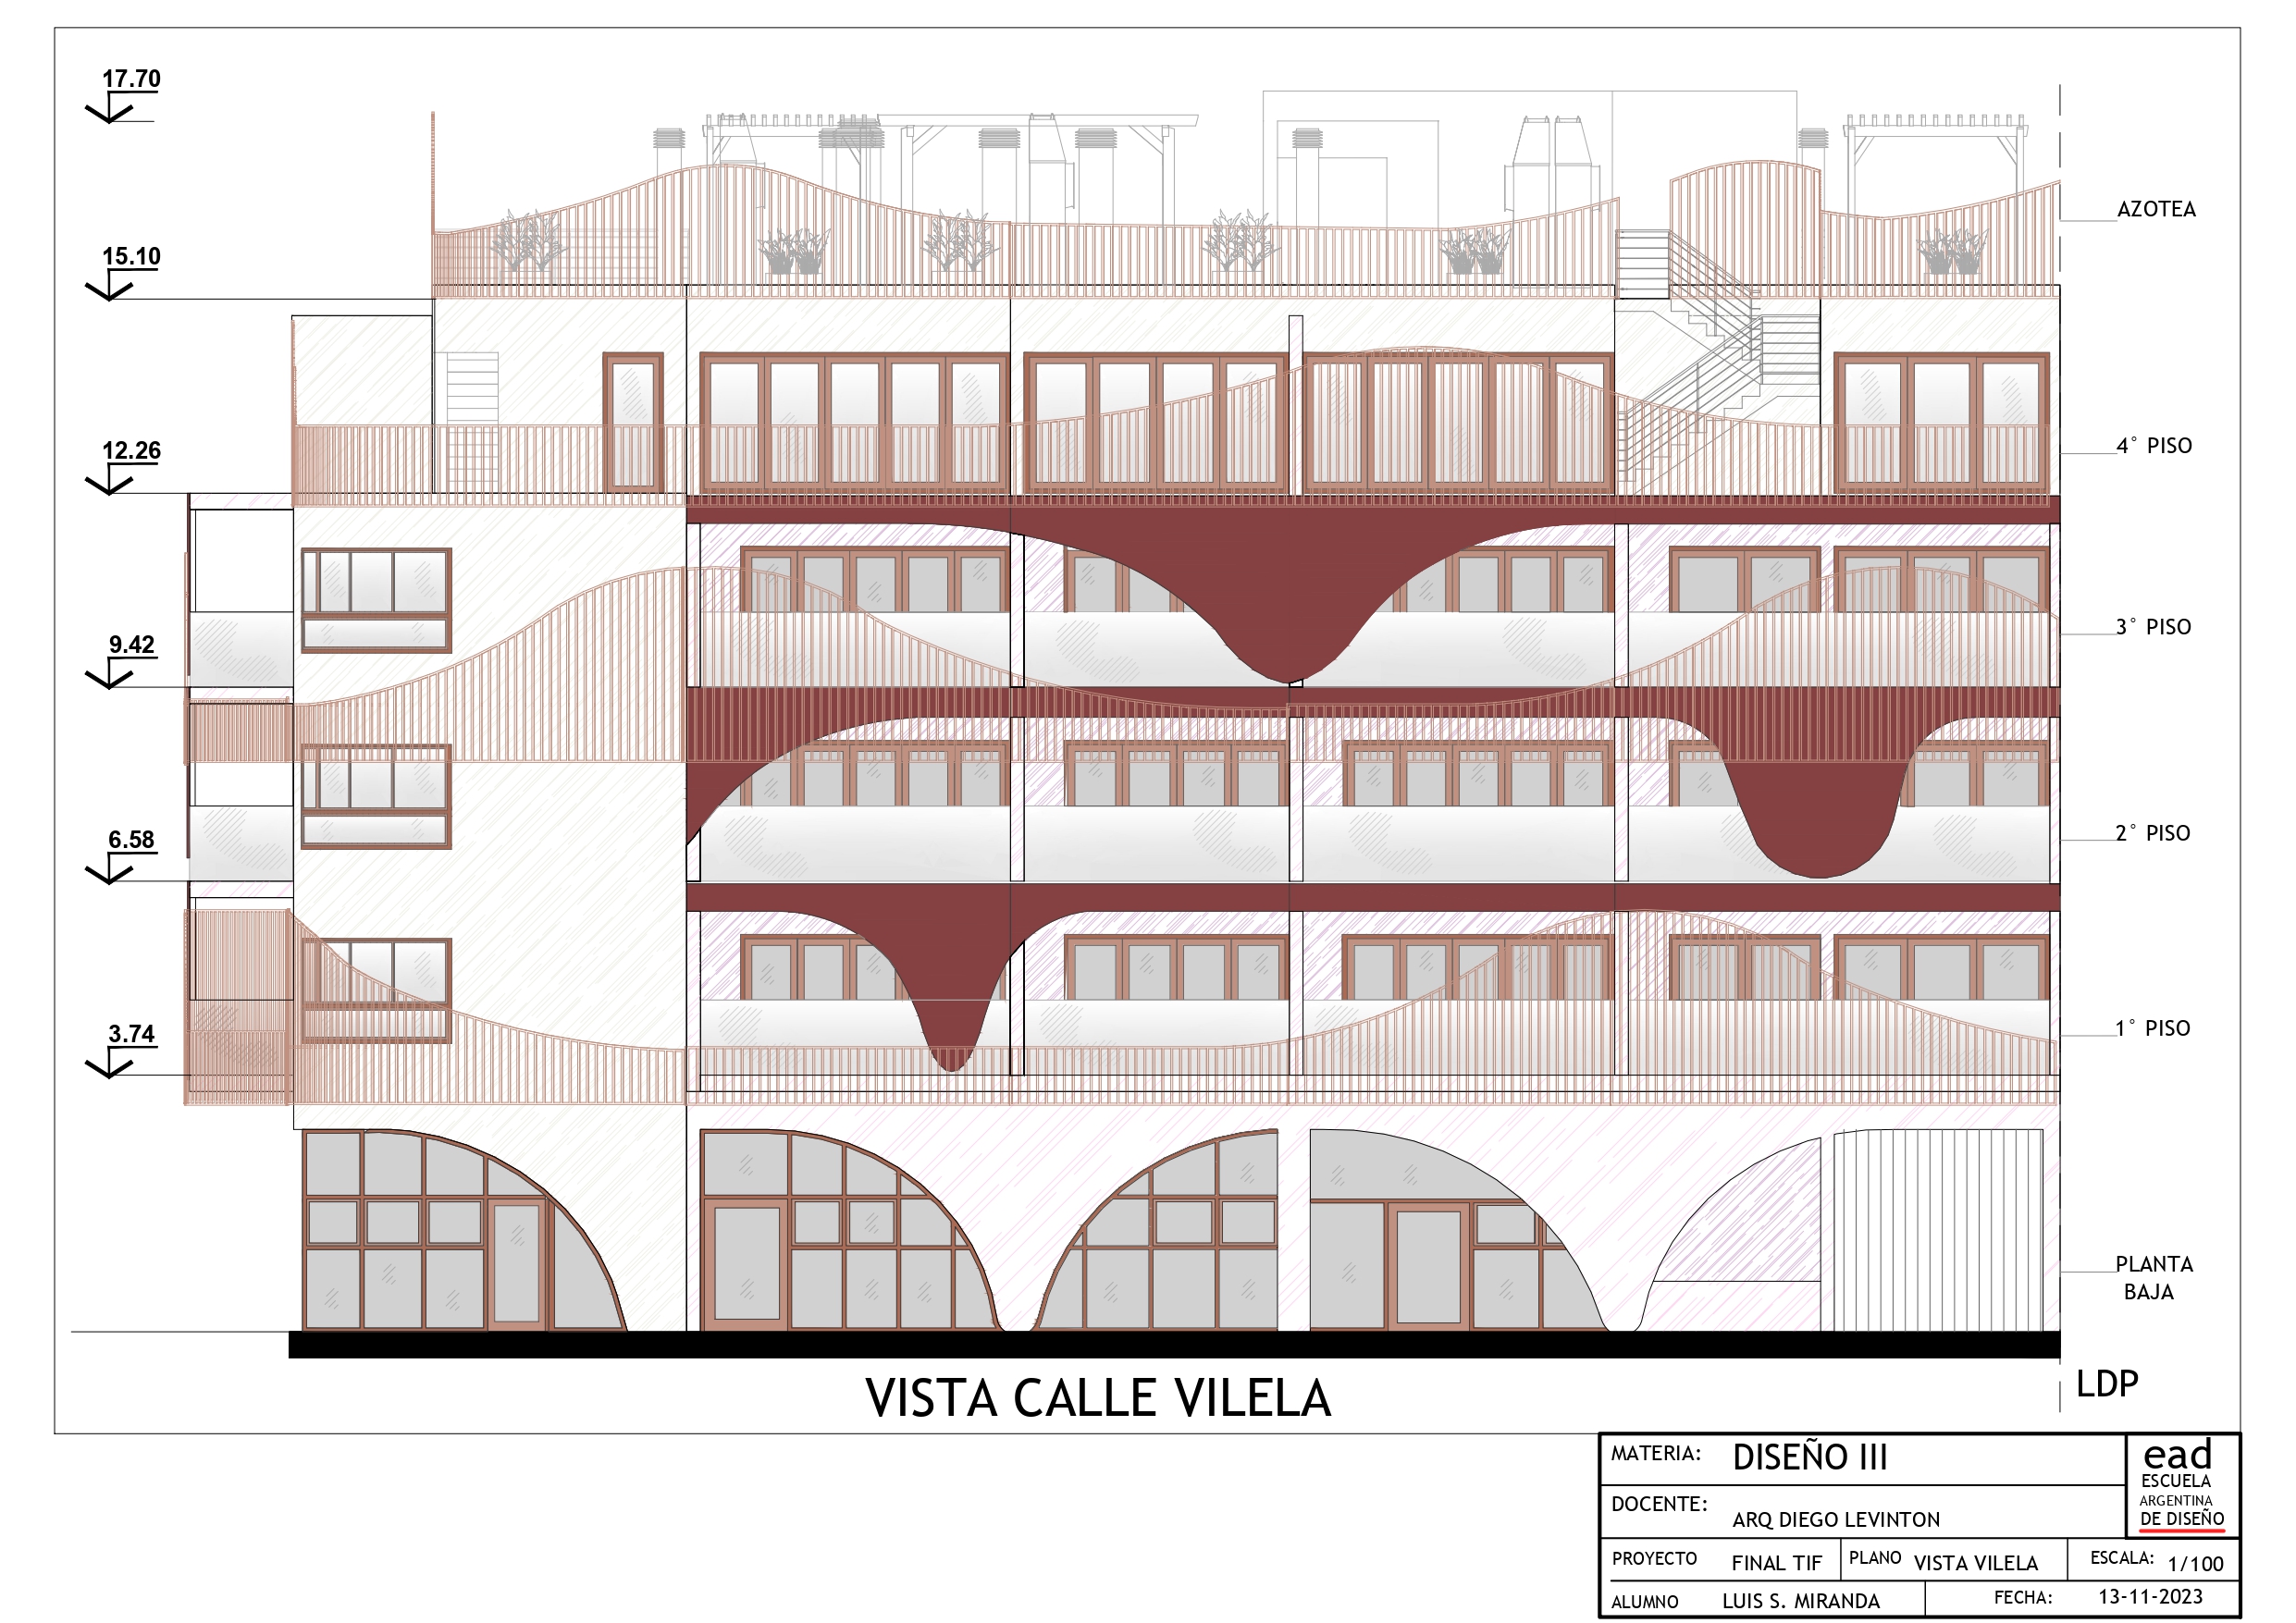 17.70
15.10
AZOTEA
12.26
4° PISO
9.42
3° PISO
6.58
2° PISO
3.74
1° PISO
PLANTA
BAJA
VISTA CALLE VILELA
LDP
MATERIA: DISEÑO III
DOCENTE: ARQ DIEGO LEVINTON
ead
ESCUELA
ARGENTINA
DE DISEÑO
PROYECTO FINAL TIF PLANO VISTA VILELA ESCALA: 1/100
ALUMNO LUIS S. MIRANDA FECHA: 13-11-2023